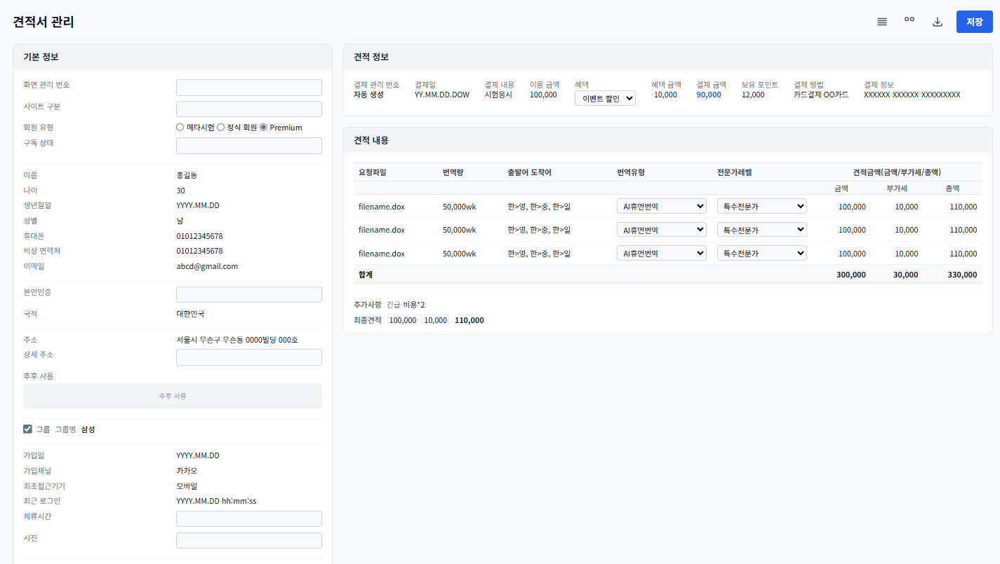 견적서 관리
저장
기본 정보
화면 관리 번호
사이트 구분
회원 유형 메타시험 정식 회원 Premium
구독 상태
이름 홍길동
나이 30
생년월일 YYYY.MM.DD
성별 남
휴대폰 01012345678
비상 연락처 01012345678
이메일 abcd@gmail.com
본인인증
국적 대한민국
주소 서울시 무슨구 무슨동 0000빌딩 000호
상세 주소
추후 사용
추후 사용
그룹 그룹명 삼성
가입일 YYYY.MM.DD
가입채널 카카오
최초접근기기 모바일
최근 로그인 YYYY.MM.DD hh:mm:ss
체류시간
사진
견적 정보
결제 관리 번호 결제일 결제 내용 이용 금액 혜택 혜택 금액 결제 금액 보유 포인트 결제 방법 결제 정보
자동 생성 YY.MM.DD.DOW 시험응시 100,000 이벤트 할인 -10,000 90,000 12,000 카드결제 OO카드 XXXXXX-XXXXXX-XXXXXXXXX
견적 내용
요청파일 번역량 출발어 도착어 번역유형 전문가레벨 견적금액(금액/부가세/총액)
금액 부가세 총액
filename.dox 50,000wk 한>영, 한>중, 한>일 AI휴먼번역 특수전문가 100,000 10,000 110,000
filename.dox 50,000wk 한>영, 한>중, 한>일 AI휴먼번역 특수전문가 100,000 10,000 110,000
filename.dox 50,000wk 한>영, 한>중, 한>일 AI휴먼번역 특수전문가 100,000 10,000 110,000
합계 300,000 30,000 330,000
추가사항 긴급 비용*2
최종견적 100,000 10,000 110,000